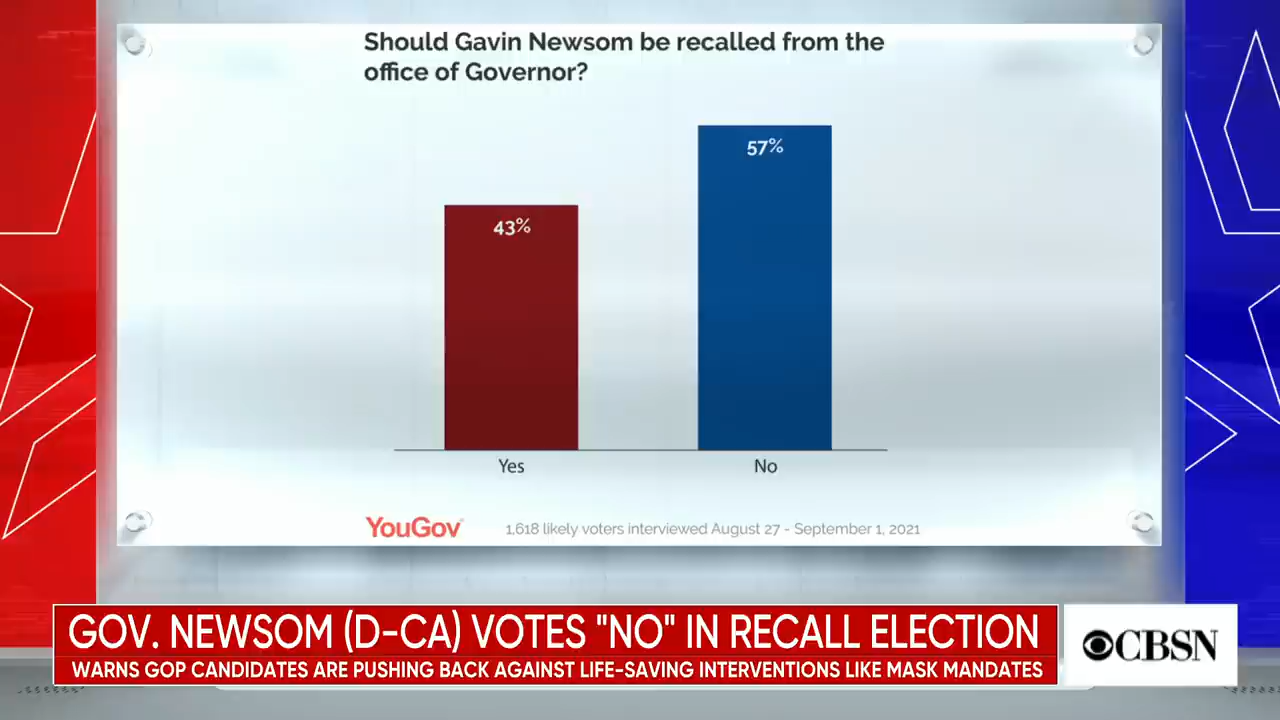 Should Gavin Newsom be recalled from the
office of Governor?
57%
43%
Yes
No
YouGov
1,618 likely voters interviewed August 27 - September 1, 2021
GOV. NEWSOM (D-CA) VOTES "NO" IN RECALL ELECTION
WARNS GOP CANDIDATES ARE PUSHING BACK AGAINST LIFE-SAVING INTERVENTIONS LIKE MASK MANDATES
CBSN